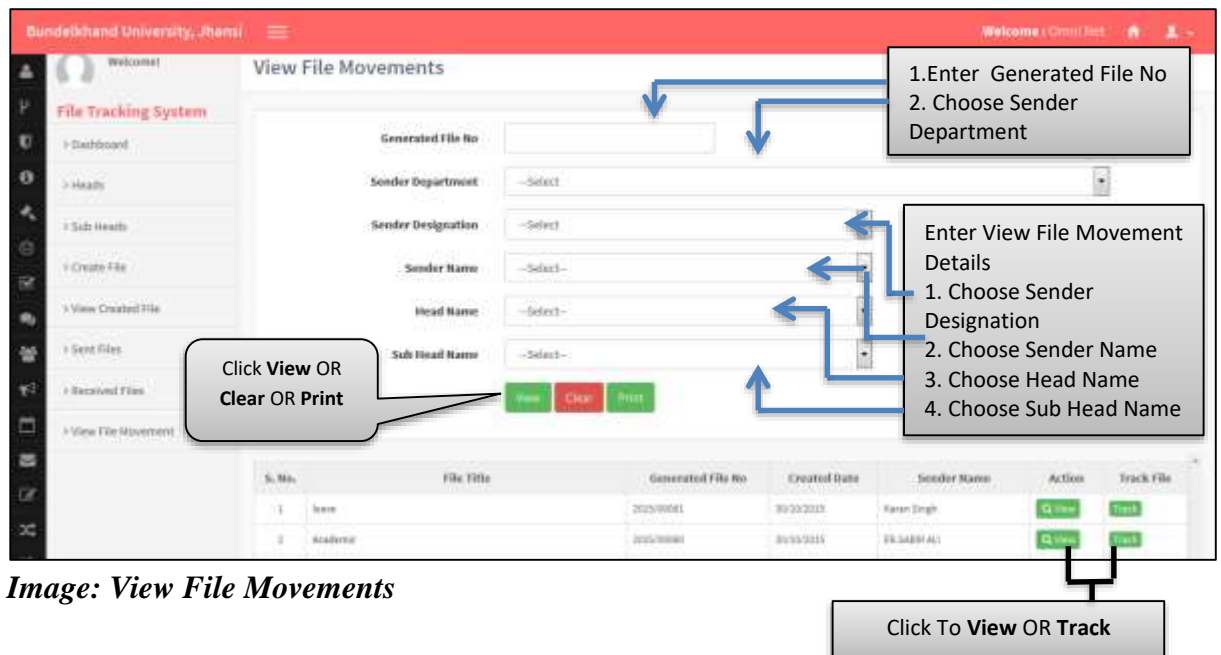 Bundelkhand University, Jhansi
Welcome : Omni Net
Welcome!
File Tracking System
> Dashboard
> Heads
> Sub Heads
> Create File
> View Created File
> Sent Files
> Received Files
> View File Movement
View File Movements
Generated File No
Sender Department --Select
Sender Designation --Select
Sender Name --Select--
Head Name --Select--
Sub Head Name --Select--
View Clear Print
1.Enter Generated File No
2. Choose Sender
Department
Enter View File Movement
Details
1. Choose Sender
Designation
2. Choose Sender Name
3. Choose Head Name
4. Choose Sub Head Name
Click View OR
Clear OR Print
S. No. File Title Generated File No Created Date Sender Name Action Track File
1 leave Karan Singh View Track
2 Academic View Track
Image: View File Movements
Click To View OR Track